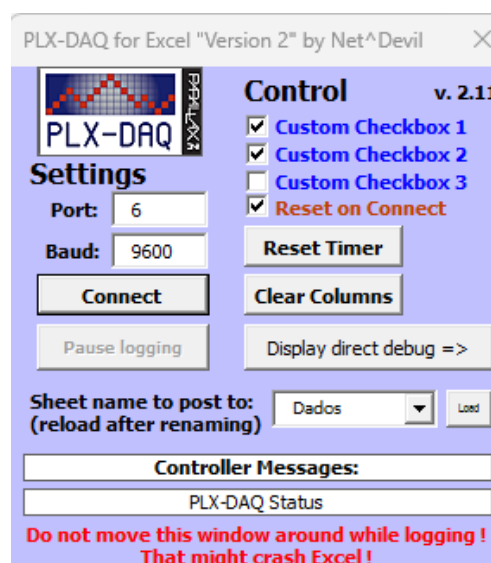 PLX-DAQ for Excel "Version 2" by Net^Devil
PLX-DAQ
PARALLAX
Control v. 2.11
Custom Checkbox 1
Custom Checkbox 2
Custom Checkbox 3
Reset on Connect
Settings
Port: 6
Baud: 9600
Reset Timer
Connect
Clear Columns
Pause logging
Display direct debug =>
Sheet name to post to:
(reload after renaming)
Dados
Load
Controller Messages:
PLX-DAQ Status
Do not move this window around while logging !
That might crash Excel !